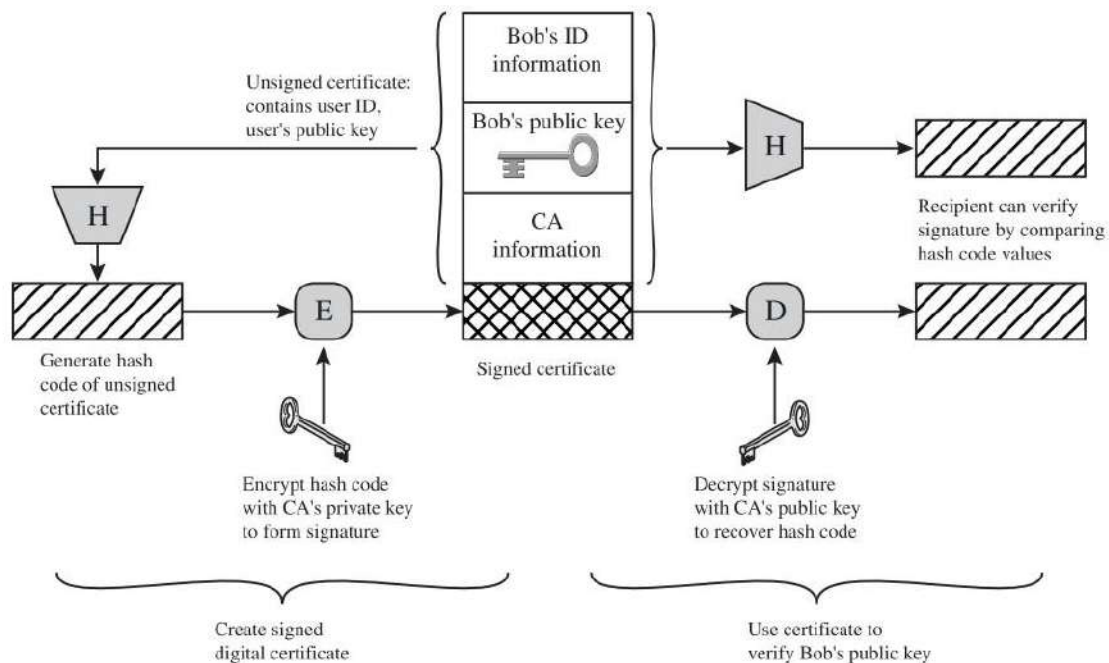 Bob's ID
information
Unsigned certificate:
contains user ID,
user's public key
Bob's public key
H
H
CA
information
Recipient can verify
signature by comparing
hash code values
E
D
Generate hash
code of unsigned
certificate
Signed certificate
Encrypt hash code
with CA's private key
to form signature
Decrypt signature
with CA's public key
to recover hash code
Create signed
digital certificate
Use certificate to
verify Bob's public key